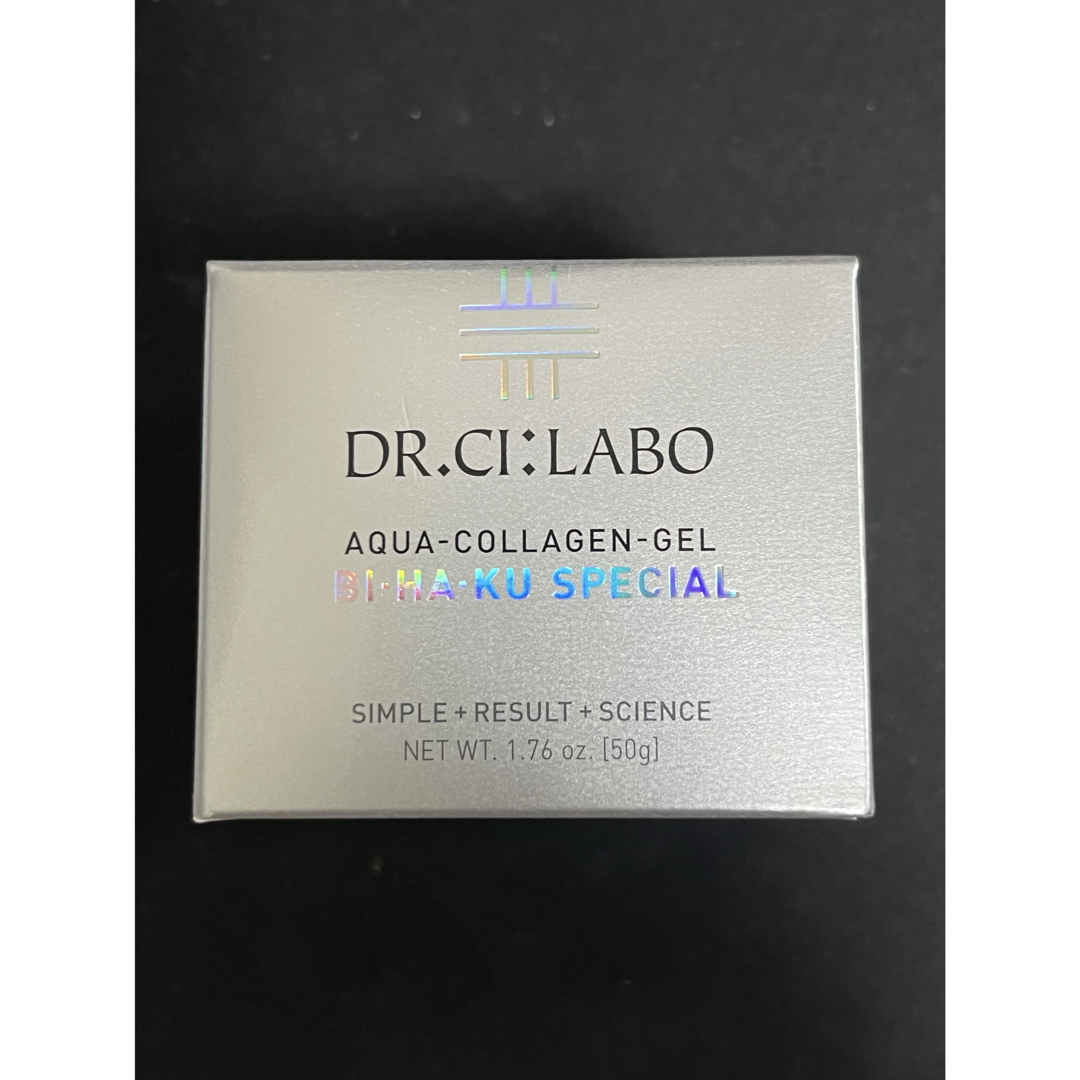 DR.CI:LABO
AQUA-COLLAGEN-GEL
BI·HA·KU SPECIAL
SIMPLE + RESULT + SCIENCE
NET WT. 1.76 oz. [50g]